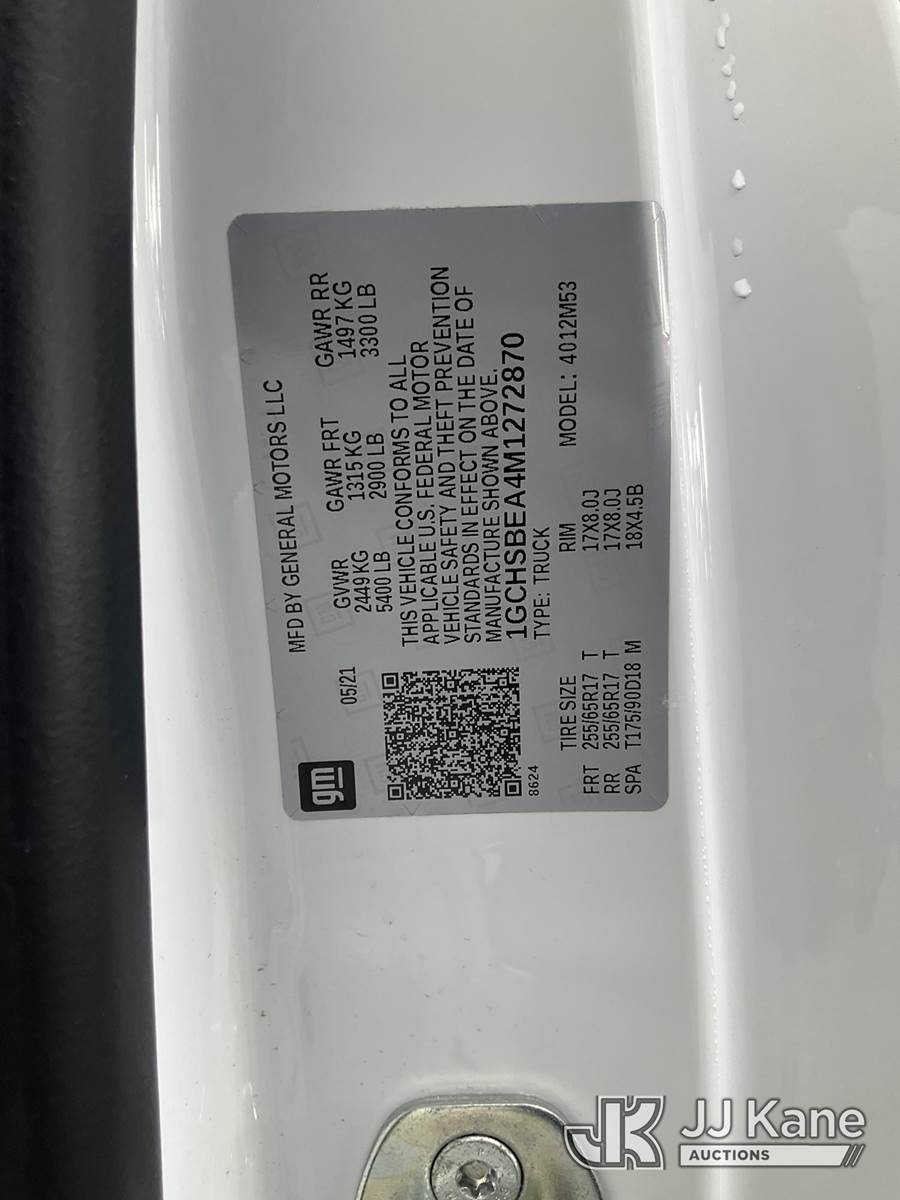 gm
MFD BY GENERAL MOTORS LLC
05/21
GVWR GAWR FRT GAWR RR
2449 KG 1315 KG 1497 KG
5400 LB 2900 LB 3300 LB
THIS VEHICLE CONFORMS TO ALL
APPLICABLE U.S. FEDERAL MOTOR
VEHICLE SAFETY AND THEFT PREVENTION
STANDARDS IN EFFECT ON THE DATE OF
MANUFACTURE SHOWN ABOVE.
1GCHSBEA4M1272870
8624
TYPE: TRUCK MODEL: 4012M53
TIRE SIZE RIM
FRT 255/65R17 T 17X8.0J
RR 255/65R17 T 17X8.0J
SPA T175/90D18 M 18X4.5B
JK JJ Kane
AUCTIONS